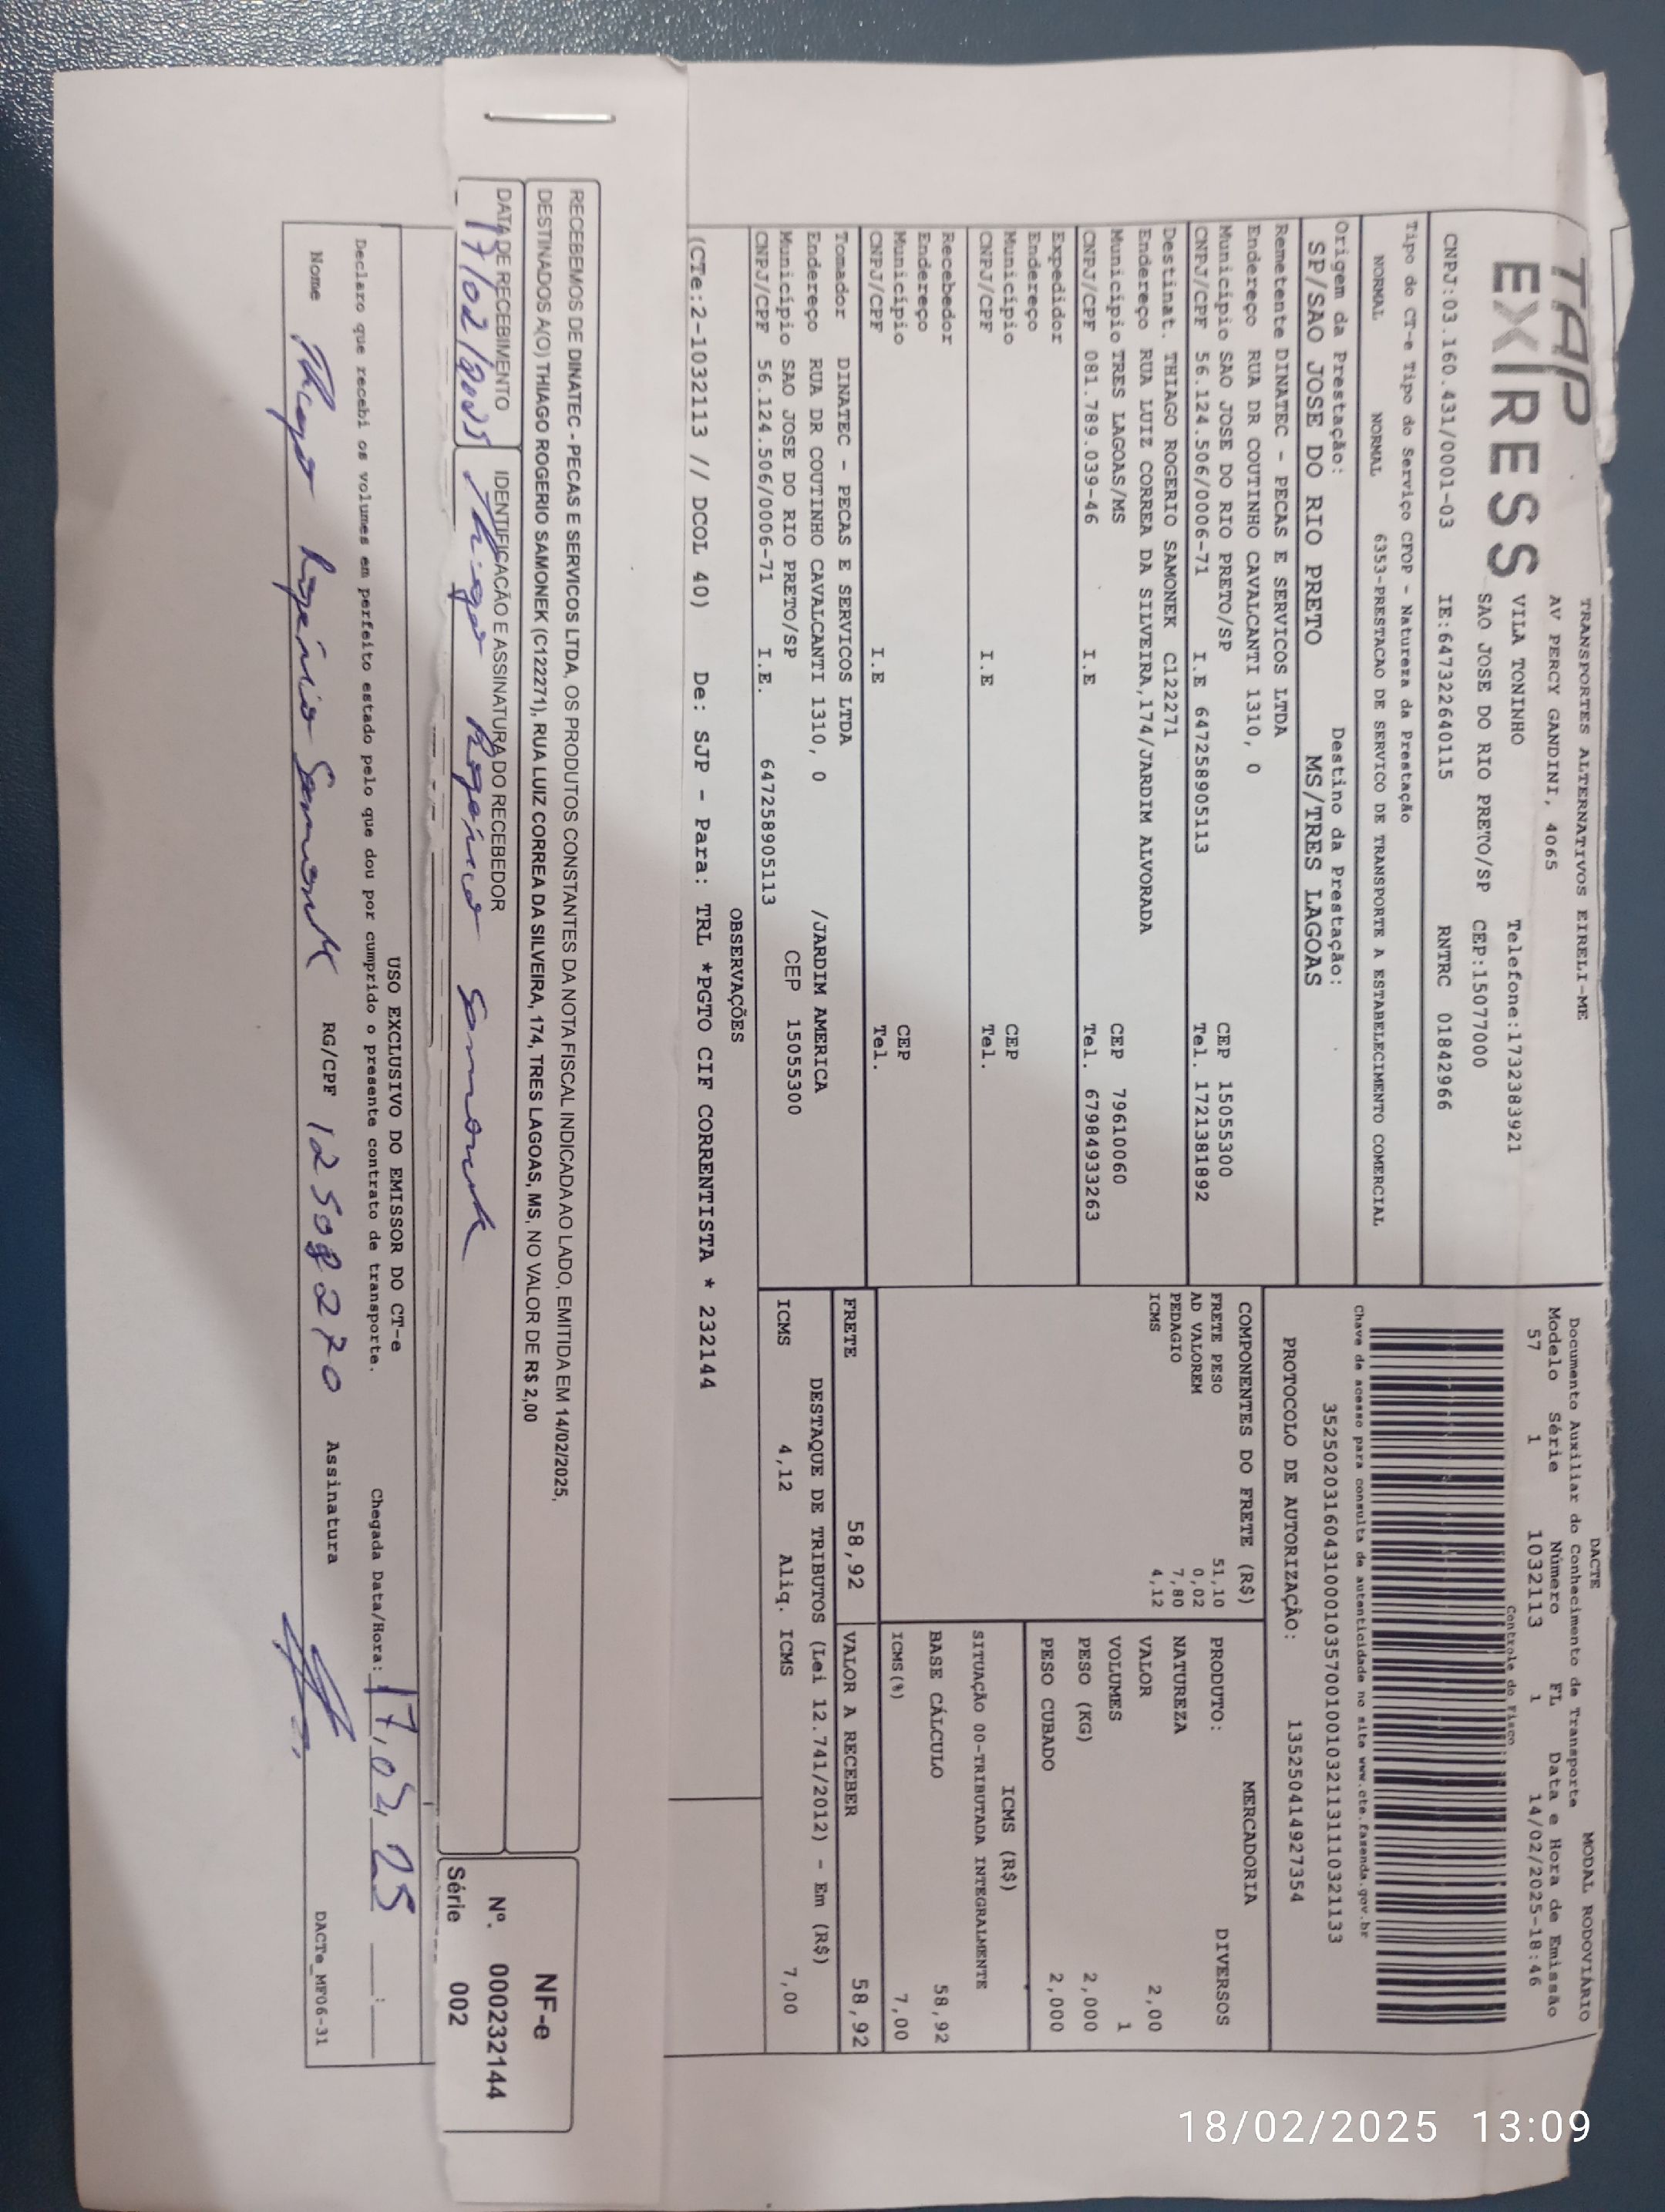 TAP
EXPRESS
TRANSPORTES ALTERNATIVOS EIRELI-ME
AV PERCY GANDINI, 4065
VILA TONINHO Telefone:1732383921
SAO JOSE DO RIO PRETO/SP CEP:15077000
CNPJ:03.160.431/0001-03 IE:647322640115 RNTRC 01842966
Tipo do CT-e Tipo do Serviço CFOP - Natureza da Prestação
NORMAL NORMAL 6353-PRESTACAO DE SERVICO DE TRANSPORTE A ESTABELECIMENTO COMERCIAL
Origem da Prestação: Destino da Prestação:
SP/SAO JOSE DO RIO PRETO MS/TRES LAGOAS
Remetente DINATEC - PECAS E SERVICOS LTDA
Endereço RUA DR COUTINHO CAVALCANTI 1310, 0
Município SAO JOSE DO RIO PRETO/SP CEP 15055300
CNPJ/CPF 56.124.506/0006-71 I.E 647258905113 Tel. 1721381892
Destinat. THIAGO ROGERIO SAMONEK C122271
Endereço RUA LUIZ CORREA DA SILVEIRA,174/JARDIM ALVORADA
Município TRES LAGOAS/MS CEP 79610060
CNPJ/CPF 081.789.039-46 I.E Tel. 67984933263
Expedidor
Endereço
Município CEP
CNPJ/CPF I.E Tel.
Recebedor
Endereço
Município CEP
CNPJ/CPF I.E Tel.
Tomador DINATEC - PECAS E SERVICOS LTDA
Endereço RUA DR COUTINHO CAVALCANTI 1310, 0 /JARDIM AMERICA
Município SAO JOSE DO RIO PRETO/SP CEP 15055300
CNPJ/CPF 56.124.506/0006-71 I.E. 647258905113
DACTE MODAL RODOVIÁRIO
Documento Auxiliar do Conhecimento de Transporte
Modelo Série Número FL Data e Hora de Emissão
57 1 1032113 1 14/02/2025-18:46
Controle do Fisco
Chave de acesso para consulta de autenticidade no site www.cte.fazenda.gov.br
35250203160431000103570010010321131110321133
PROTOCOLO DE AUTORIZAÇÃO: 135250414927354
COMPONENTES DO FRETE (R$)
FRETE PESO 51,10
AD VALOREM 0,02
PEDAGIO 7,80
ICMS 4,12
MERCADORIA
PRODUTO: DIVERSOS
NATUREZA
VALOR 2,00
VOLUMES 1
PESO (KG) 2,000
PESO CUBADO 2,000
ICMS (R$)
SITUAÇÃO 00-TRIBUTADA INTEGRALMENTE
BASE CÁLCULO 58,92
ICMS(%) 7,00
FRETE 58,92 VALOR A RECEBER 58,92
DESTAQUE DE TRIBUTOS (Lei 12.741/2012) - Em (R$)
ICMS 4,12 Aliq. ICMS 7,00
OBSERVAÇÕES
(CTe:2-1032113 // DCOL 40) De: SJP - Para: TRL *PGTO CIF CORRENTISTA * 232144
RECEBEMOS DE DINATEC - PECAS E SERVICOS LTDA, OS PRODUTOS CONSTANTES DA NOTA FISCAL INDICADA AO LADO, EMITIDA EM 14/02/2025,
DESTINADOS A(O) THIAGO ROGERIO SAMONEK (C122271), RUA LUIZ CORREA DA SILVEIRA, 174, TRES LAGOAS, MS, NO VALOR DE R$ 2,00
DATA DE RECEBIMENTO IDENTIFICAÇÃO E ASSINATURA DO RECEBEDOR
17/02/2025 Thiago Rogério Samonek
NF-e
Nº. 000232144
Série 002
USO EXCLUSIVO DO EMISSOR DO CT-e
Declaro que recebi os volumes em perfeito estado pelo que dou por cumprido o presente contrato de transporte. Chegada Data/Hora: 17,02,25 __:__
Nome Thiago Rogério Samonek RG/CPF 12508270 Assinatura
DACTe_MF06-31
18/02/2025 13:09